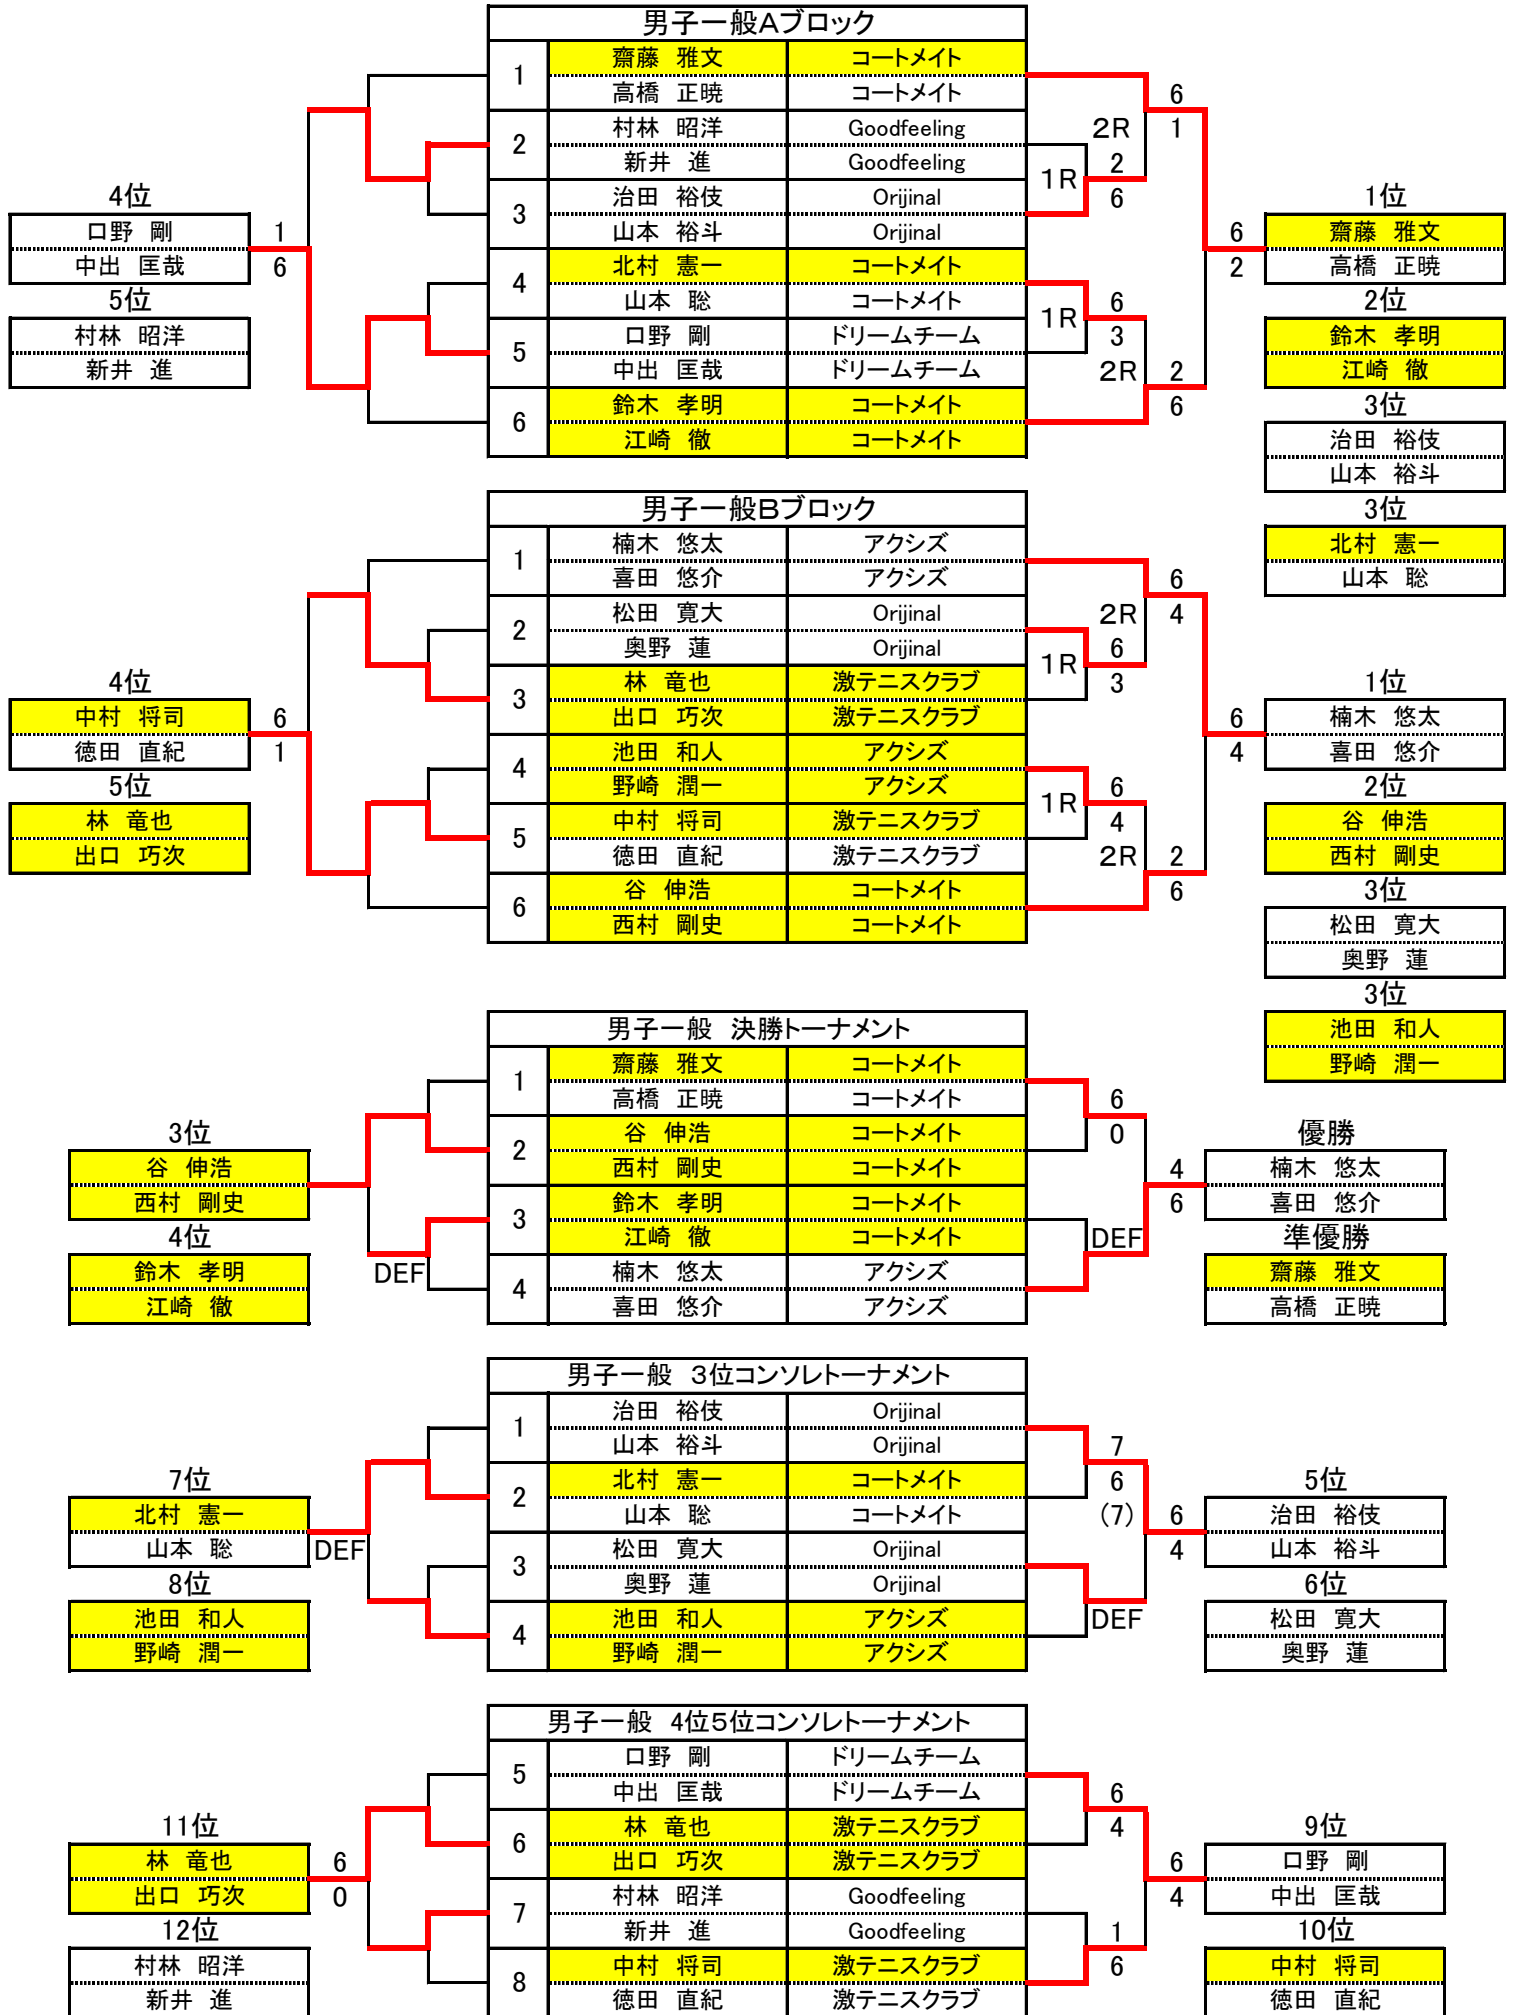 男子一般Aブロック
1 齋藤 雅文 コートメイト
高橋 正暁 コートメイト
6
1
2 村林 昭洋 Goodfeeling
新井 進 Goodfeeling
2R
1R
2
6
3 治田 裕伎 Orijinal
山本 裕斗 Orijinal
4 北村 憲一 コートメイト
山本 聡 コートメイト
1R
6
3
5 口野 剛 ドリームチーム
中出 匡哉 ドリームチーム
2R
2
6
6 鈴木 孝明 コートメイト
江崎 徹 コートメイト
4位
口野 剛
中出 匡哉
1
6
5位
村林 昭洋
新井 進
6
2
1位
齋藤 雅文
高橋 正暁
2位
鈴木 孝明
江崎 徹
3位
治田 裕伎
山本 裕斗
3位
北村 憲一
山本 聡
男子一般Bブロック
1 楠木 悠太 アクシズ
喜田 悠介 アクシズ
6
4
2 松田 寛大 Orijinal
奥野 蓮 Orijinal
2R
1R
6
3
3 林 竜也 激テニスクラブ
出口 巧次 激テニスクラブ
4 池田 和人 アクシズ
野崎 潤一 アクシズ
1R
6
4
5 中村 将司 激テニスクラブ
徳田 直紀 激テニスクラブ
2R
2
6
6 谷 伸浩 コートメイト
西村 剛史 コートメイト
4位
中村 将司
徳田 直紀
6
1
5位
林 竜也
出口 巧次
6
4
1位
楠木 悠太
喜田 悠介
2位
谷 伸浩
西村 剛史
3位
松田 寛大
奥野 蓮
3位
池田 和人
野崎 潤一
男子一般 決勝トーナメント
1 齋藤 雅文 コートメイト
高橋 正暁 コートメイト
6
0
2 谷 伸浩 コートメイト
西村 剛史 コートメイト
3 鈴木 孝明 コートメイト
江崎 徹 コートメイト
DEF
4 楠木 悠太 アクシズ
喜田 悠介 アクシズ
3位
谷 伸浩
西村 剛史
4位
鈴木 孝明
江崎 徹
DEF
4
6
優勝
楠木 悠太
喜田 悠介
準優勝
齋藤 雅文
高橋 正暁
男子一般 3位コンソレトーナメント
1 治田 裕伎 Orijinal
山本 裕斗 Orijinal
7
6
(7)
2 北村 憲一 コートメイト
山本 聡 コートメイト
3 松田 寛大 Orijinal
奥野 蓮 Orijinal
DEF
4 池田 和人 アクシズ
野崎 潤一 アクシズ
7位
北村 憲一
山本 聡
DEF
8位
池田 和人
野崎 潤一
6
4
5位
治田 裕伎
山本 裕斗
6位
松田 寛大
奥野 蓮
男子一般 4位5位コンソレトーナメント
5 口野 剛 ドリームチーム
中出 匡哉 ドリームチーム
6
4
6 林 竜也 激テニスクラブ
出口 巧次 激テニスクラブ
7 村林 昭洋 Goodfeeling
新井 進 Goodfeeling
1
6
8 中村 将司 激テニスクラブ
徳田 直紀 激テニスクラブ
11位
林 竜也
出口 巧次
6
0
12位
村林 昭洋
新井 進
6
4
9位
口野 剛
中出 匡哉
10位
中村 将司
徳田 直紀